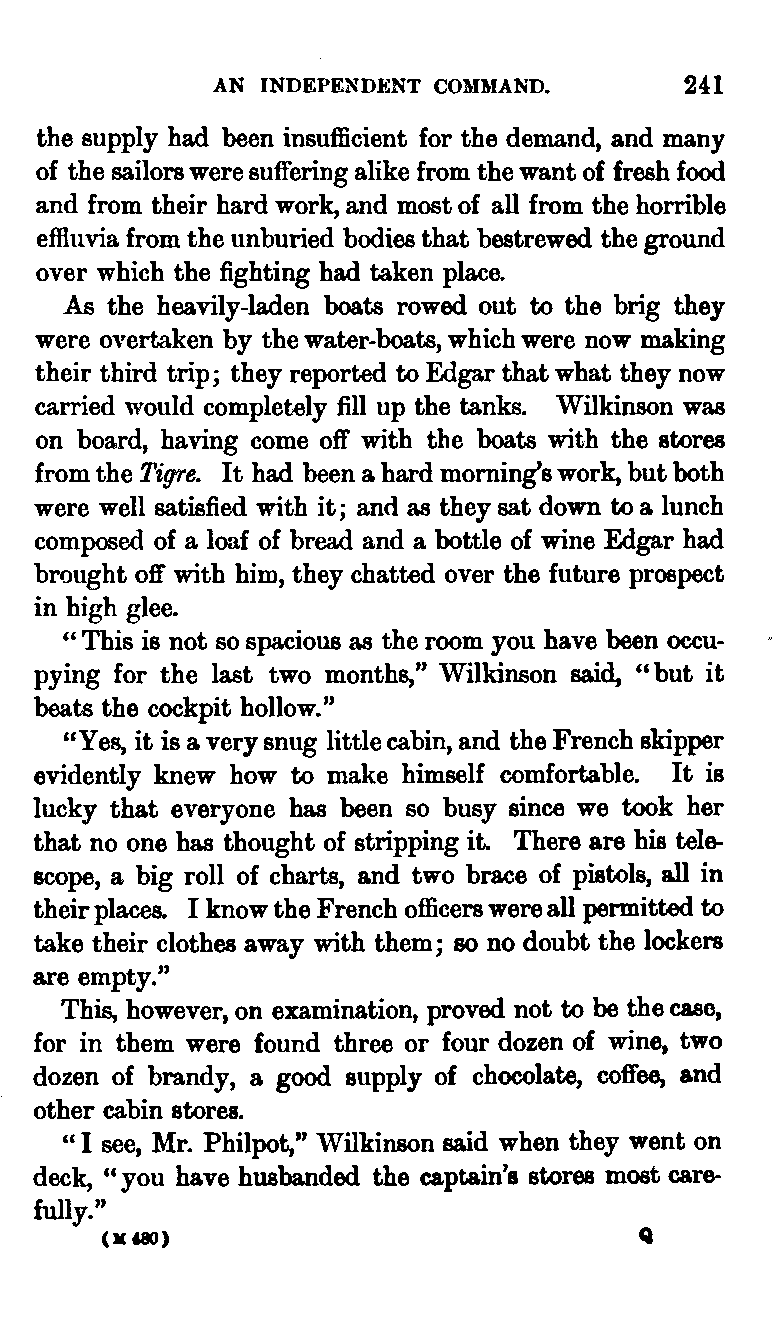 AN INDEPENDENT COMMAND. 241
the supply had been insufficient for the demand, and many
of the sailors were suffering alike from the want of fresh food
and from their hard work, and most of all from the horrible
effluvia from the unburied bodies that bestrewed the ground
over which the fighting had taken place.
As the heavily-laden boats rowed out to the brig they
were overtaken by the water-boats, which were now making
their third trip; they reported to Edgar that what they now
carried would completely fill up the tanks. Wilkinson was
on board, having come off with the boats with the stores
from the Tigre. It had been a hard morning's work, but both
were well satisfied with it; and as they sat down to a lunch
composed of a loaf of bread and a bottle of wine Edgar had
brought off with him, they chatted over the future prospect
in high glee.
“This is not so spacious as the room you have been occu-
pying for the last two months,” Wilkinson said, “but it
beats the cockpit hollow.”
“Yes, it is a very snug little cabin, and the French skipper
evidently knew how to make himself comfortable. It is
lucky that everyone has been so busy since we took her
that no one has thought of stripping it. There are his tele-
scope, a big roll of charts, and two brace of pistols, all in
their places. I know the French officers were all permitted to
take their clothes away with them; so no doubt the lockers
are empty.”
This, however, on examination, proved not to be the case,
for in them were found three or four dozen of wine, two
dozen of brandy, a good supply of chocolate, coffee, and
other cabin stores.
“I see, Mr. Philpot,” Wilkinson said when they went on
deck, “you have husbanded the captain's stores most care-
fully.”
(M 480) Q